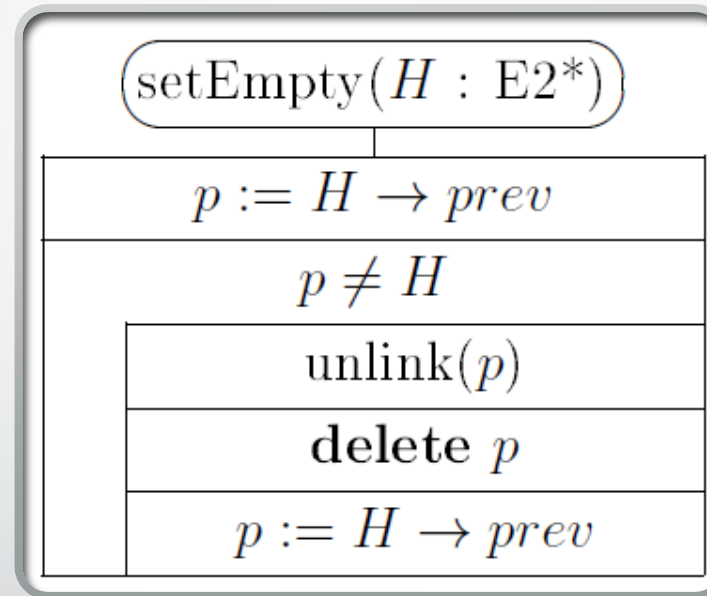 setEmpty(H : E2*)
p := H → prev
p ≠ H
unlink(p)
delete p
p := H → prev